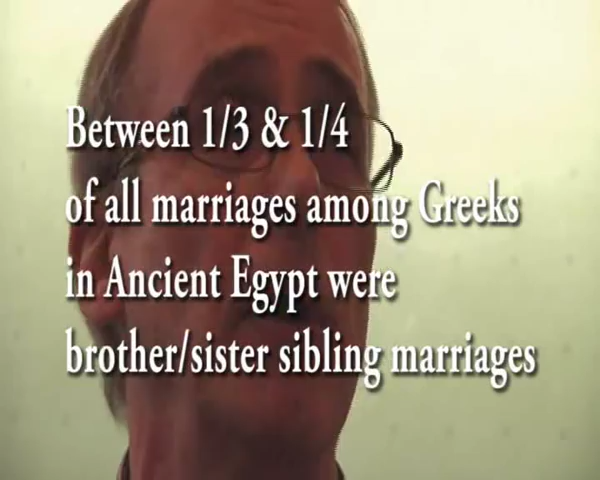 Between 1/3 & 1/4
of all marriages among Greeks
in Ancient Egypt were
brother/sister sibling marriages